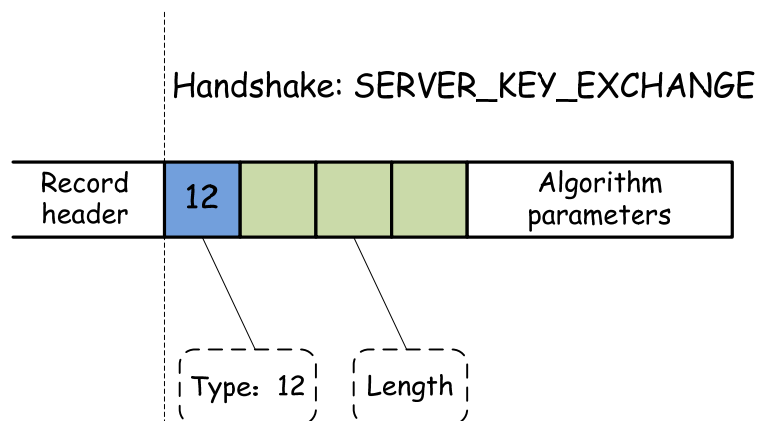 Handshake: SERVER_KEY_EXCHANGE
Record
header
12
Algorithm
parameters
Type：12
Length